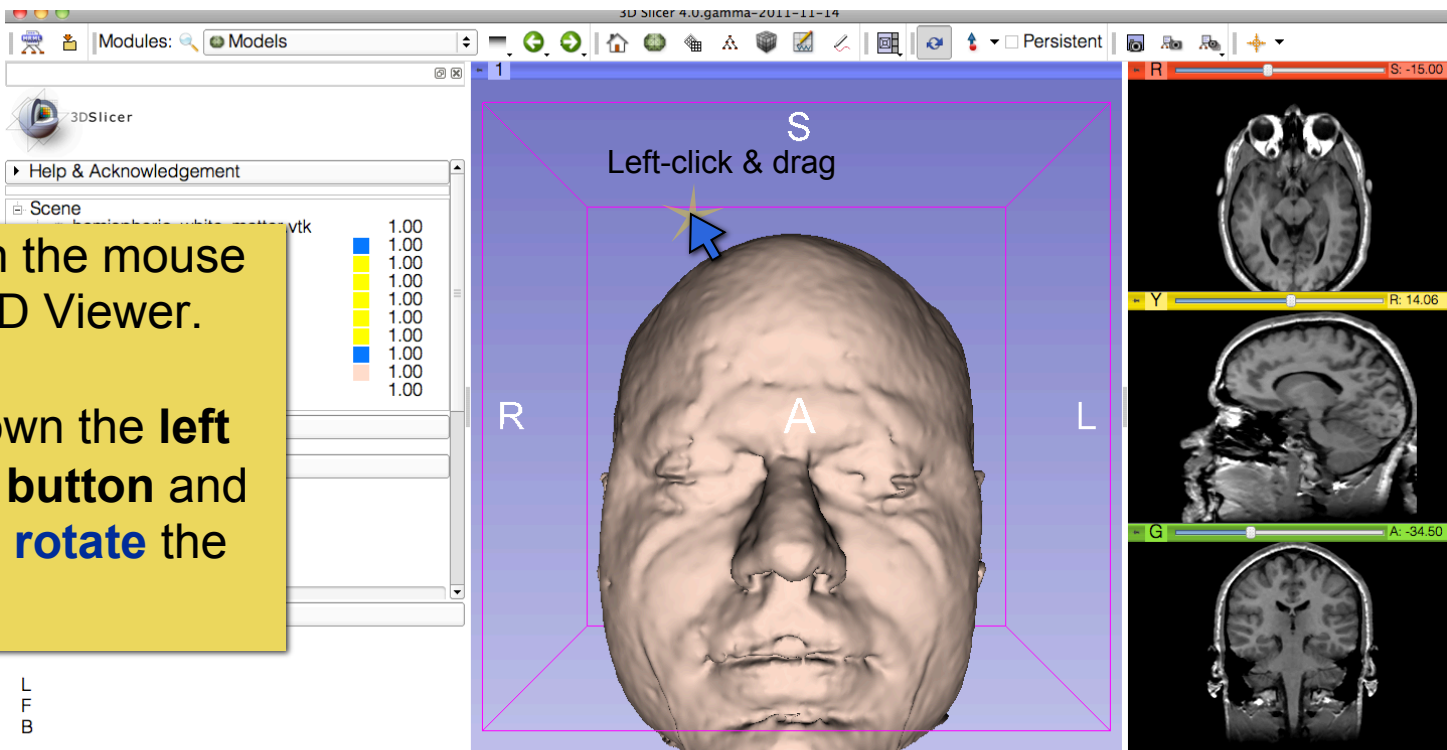 3D Slicer 4.0.gamma-2011-11-14
Modules: Models Persistent
1
R S: -15.00
3DSlicer
Help & Acknowledgement
Scene
hemispheric_white_matter.vtk 1.00
1.00
1.00
1.00
1.00
1.00
1.00
1.00
1.00
1.00
n the mouse
D Viewer.
own the left
button and
rotate the
S
Left-click & drag
R A L
Y R: 14.06
G A: -34.50
L
F
B